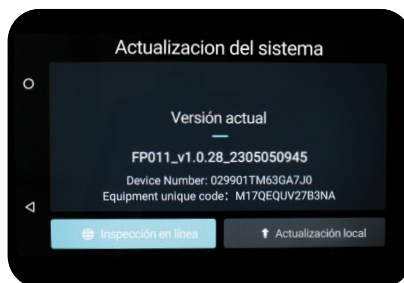 Actualizacion del sistema
Versión actual
FP011_v1.0.28_2305050945
Device Number: 029901TM63GA7J0
Equipment unique code: M17QEQUV27B3NA
Inspección en línea
Actualización local